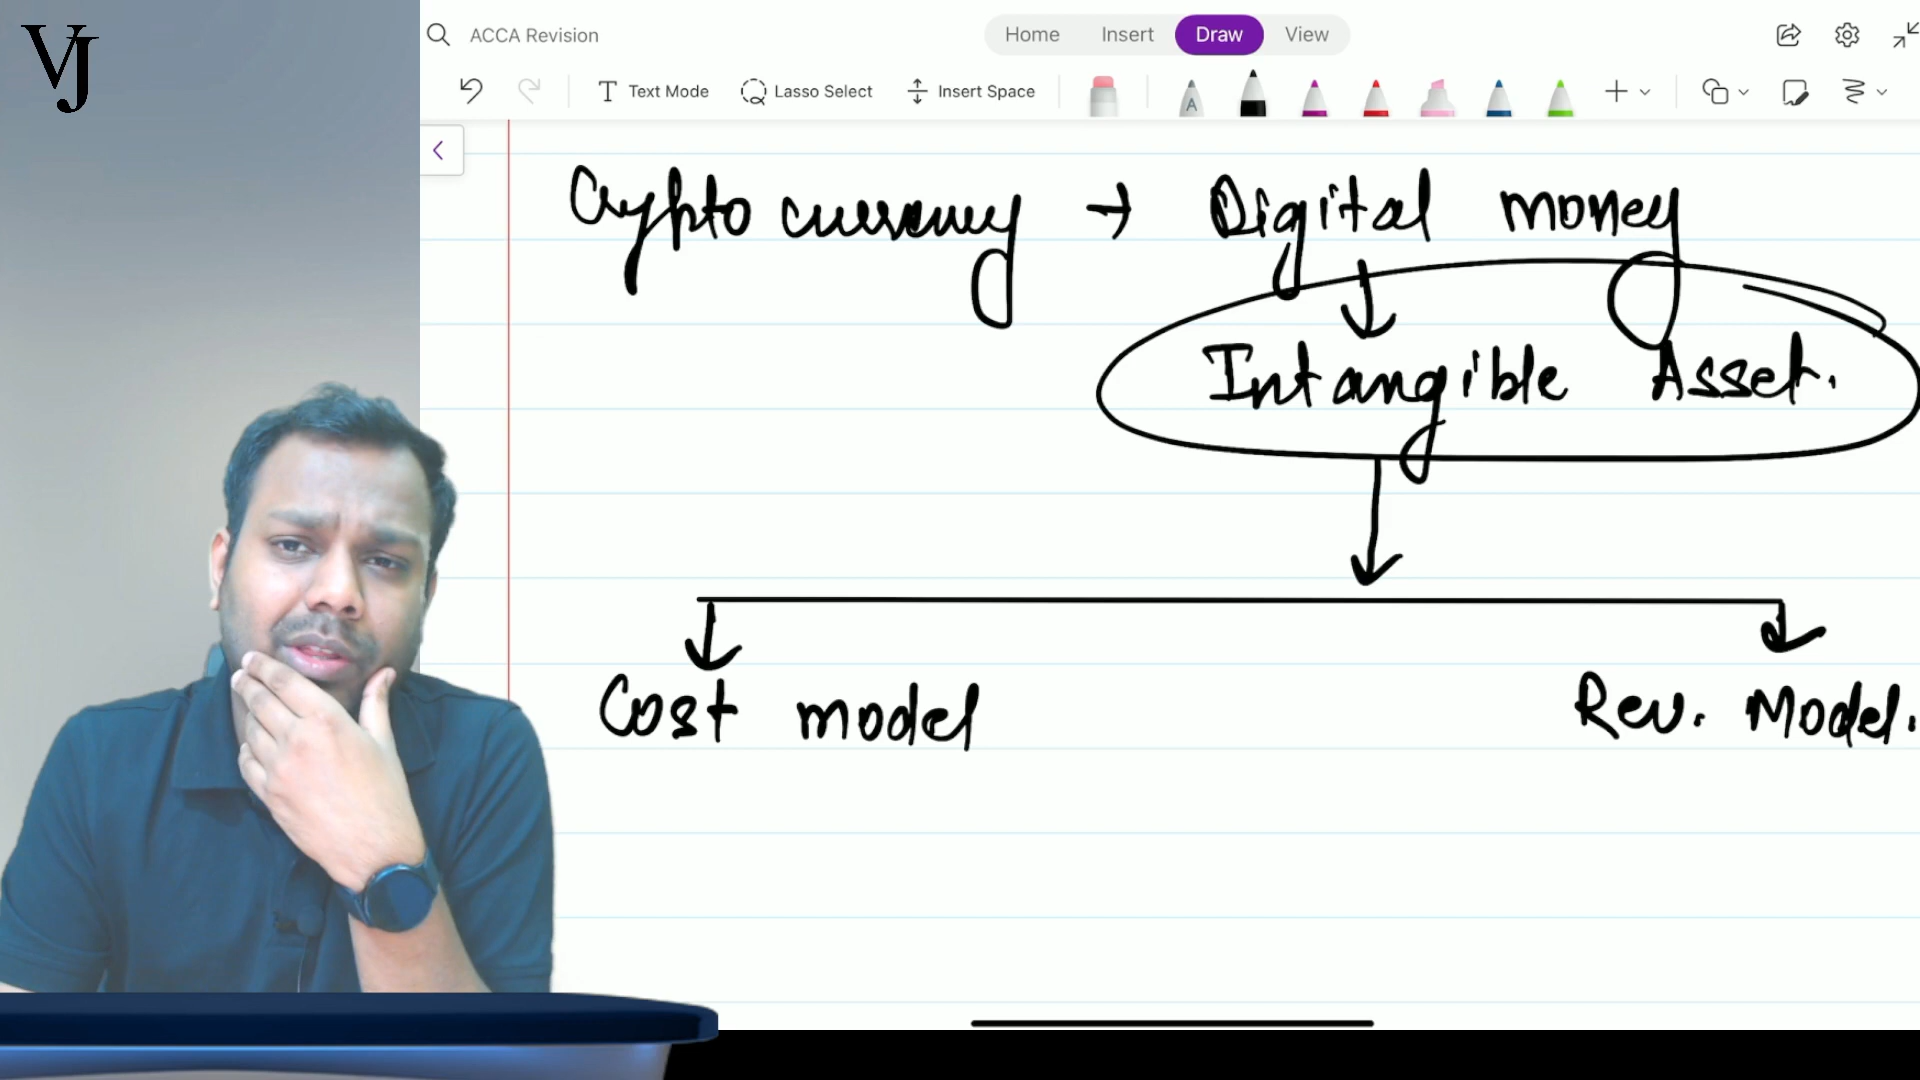 VJ
ACCA Revision
Home Insert Draw View
Text Mode Lasso Select Insert Space
A
Crypto currency → Digital money
Intangible Asset.
Cost model Rev. Model.